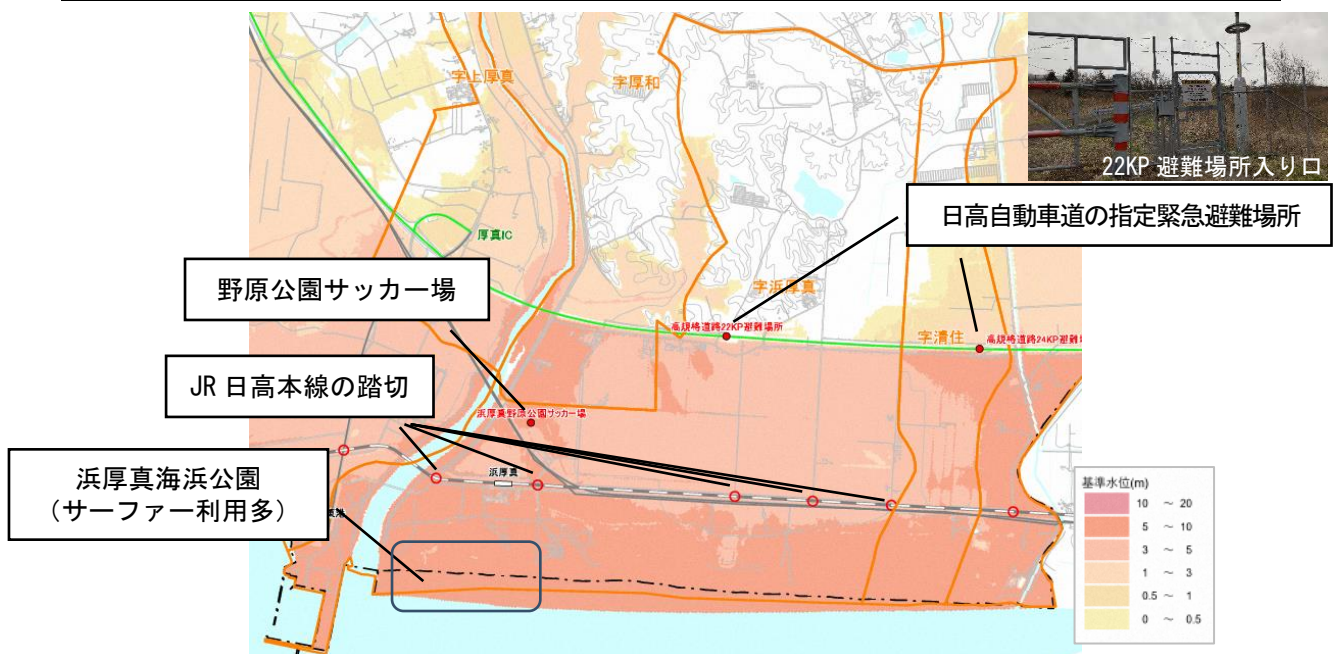 字上厚真
字厚和
22KP 避難場所入り口
日高自動車道の指定緊急避難場所
厚真IC
野原公園サッカー場
字浜厚真
高規格道路22KP避難場所
字清住
高規格道路24KP避難場
JR 日高本線の踏切
浜厚真野原公園サッカー場
浜厚真
浜厚真海浜公園
（サーファー利用多）
基準水位(m)
10 ～ 20
5 ～ 10
3 ～ 5
1 ～ 3
0.5 ～ 1
0 ～ 0.5